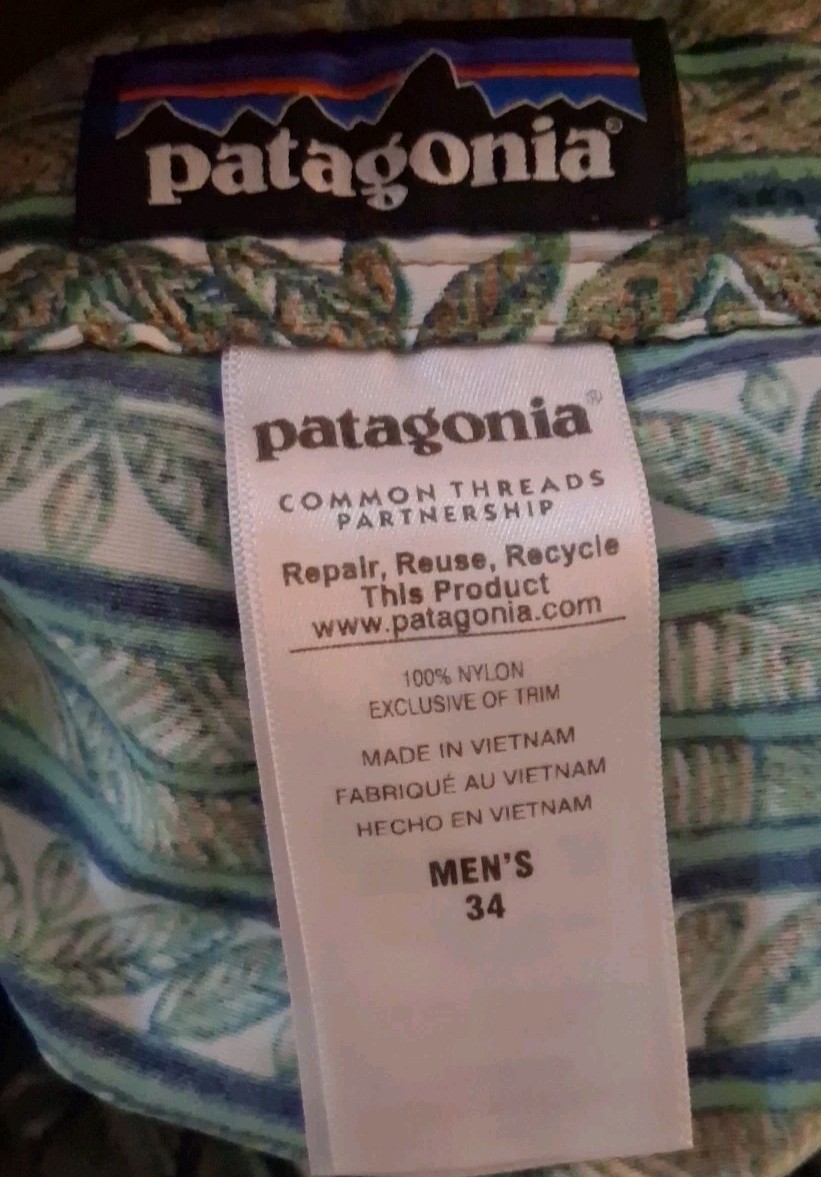 patagonia®
patagonia®
COMMON THREADS
PARTNERSHIP
Repair, Reuse, Recycle
This Product
www.patagonia.com
100% NYLON
EXCLUSIVE OF TRIM
MADE IN VIETNAM
FABRIQUÉ AU VIETNAM
HECHO EN VIETNAM
MEN'S
34